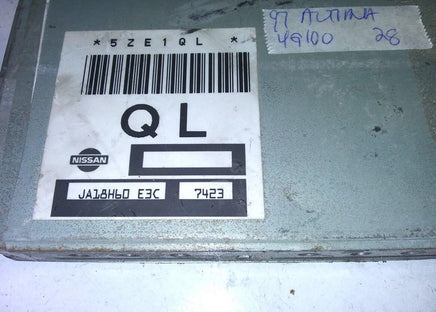 *5ZE1QL *
QL
NISSAN
JA18H60 E3C 7423
97 ALTIMA
49100 28